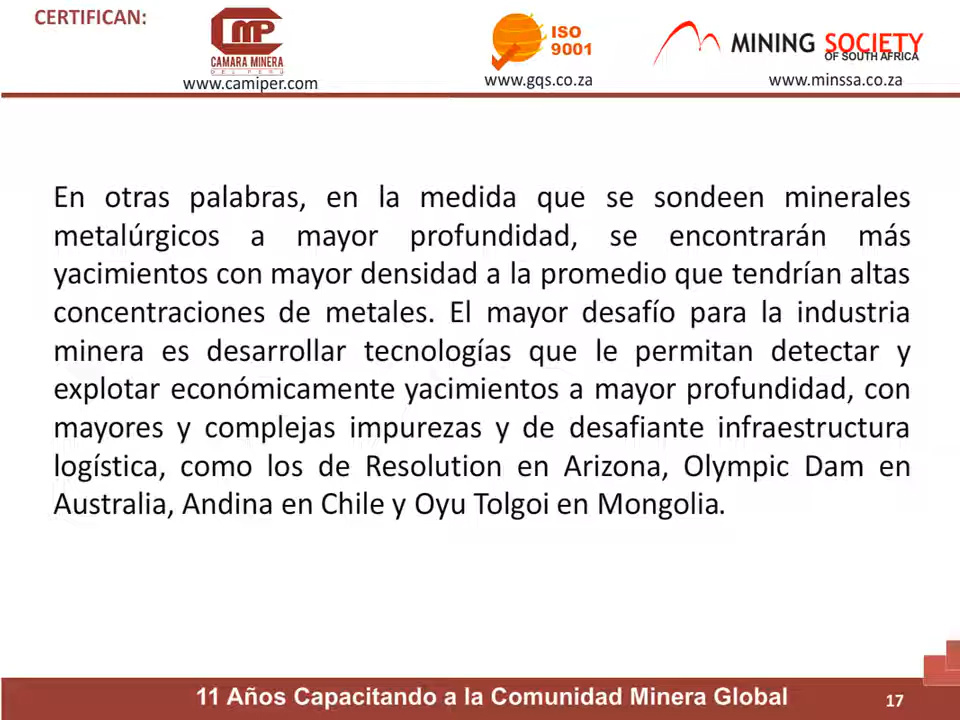 CERTIFICAN:
CMP
CAMARA MINERA
DEL PERU
www.camiper.com
ISO
9001
www.gqs.co.za
MINING SOCIETY
OF SOUTH AFRICA
www.minssa.co.za
En otras palabras, en la medida que se sondeen minerales
metalúrgicos a mayor profundidad, se encontrarán más
yacimientos con mayor densidad a la promedio que tendrían altas
concentraciones de metales. El mayor desafío para la industria
minera es desarrollar tecnologías que le permitan detectar y
explotar económicamente yacimientos a mayor profundidad, con
mayores y complejas impurezas y de desafiante infraestructura
logística, como los de Resolution en Arizona, Olympic Dam en
Australia, Andina en Chile y Oyu Tolgoi en Mongolia.
11 Años Capacitando a la Comunidad Minera Global
17